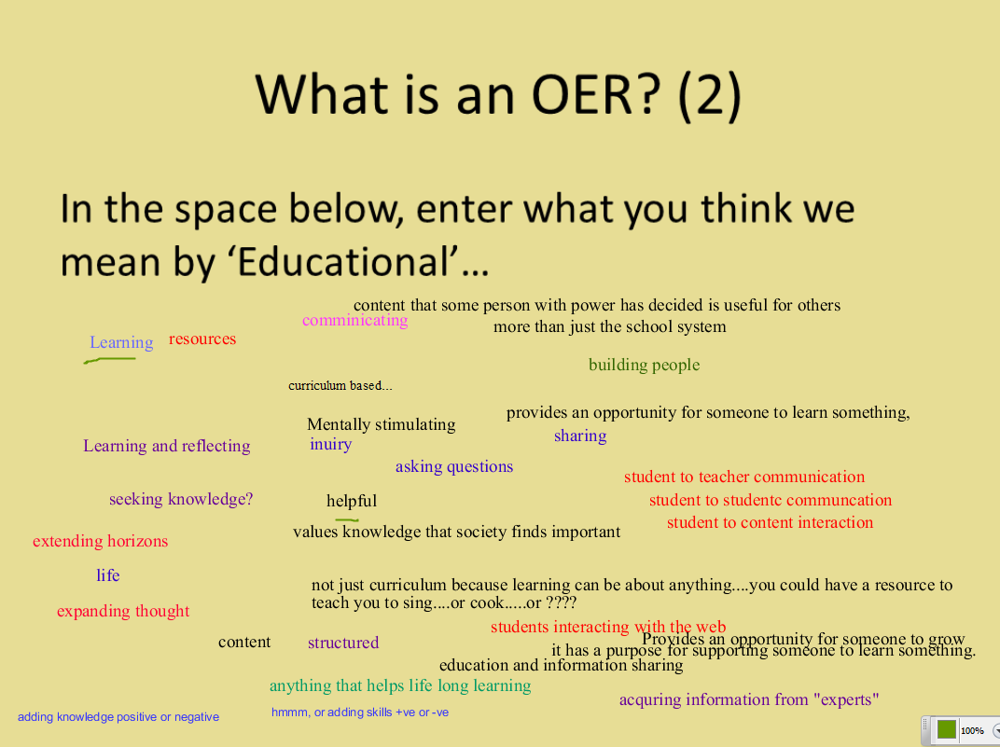 What is an OER? (2)
In the space below, enter what you think we
mean by ‘Educational’...
content that some person with power has decided is useful for others
comminicating
more than just the school system
Learning
resources
building people
curriculum based...
provides an opportunity for someone to learn something,
Mentally stimulating
sharing
Learning and reflecting
inuiry
asking questions
student to teacher communication
seeking knowledge?
helpful
student to studentc communcation
student to content interaction
values knowledge that society finds important
extending horizons
life
not just curriculum because learning can be about anything....you could have a resource to
teach you to sing....or cook.....or ????
expanding thought
students interacting with the web
Provides an opportunity for someone to grow
content
structured
it has a purpose for supporting someone to learn something.
education and information sharing
anything that helps life long learning
acquring information from "experts"
adding knowledge positive or negative
hmmm, or adding skills +ve or -ve
100%